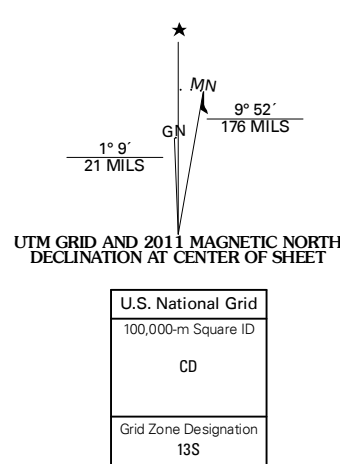 ★
MN
GN
9° 52´
176 MILS
1° 9´
21 MILS
UTM GRID AND 2011 MAGNETIC NORTH
DECLINATION AT CENTER OF SHEET
U.S. National Grid
100,000-m Square ID
CD
Grid Zone Designation
13S